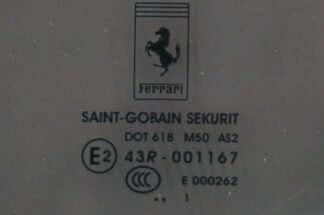 Ferrari
SAINT-GOBAIN SEKURIT
DOT 618 M50 AS2
E2 43R-001167
CCC E 000262
.. 1